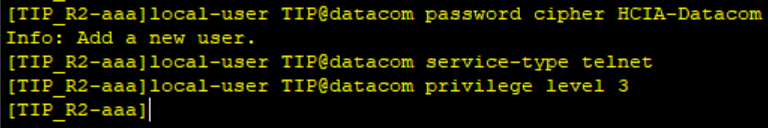 [TIP_R2-aaa]local-user TIP@datacom password cipher HCIA-Datacom
Info: Add a new user.
[TIP_R2-aaa]local-user TIP@datacom service-type telnet
[TIP_R2-aaa]local-user TIP@datacom privilege level 3
[TIP_R2-aaa]